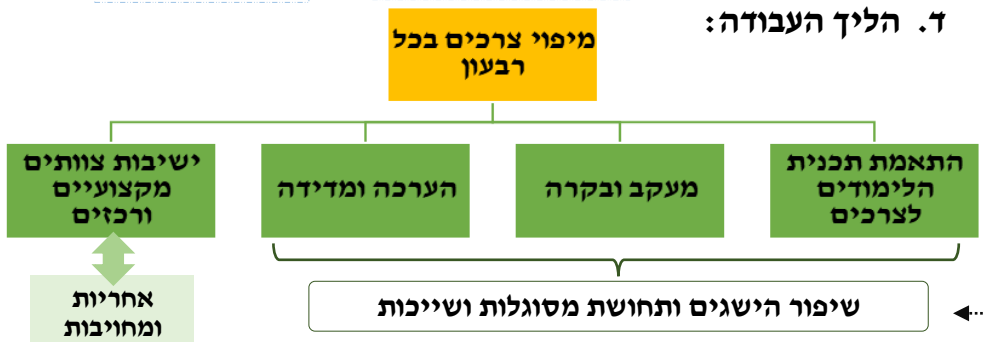 ד. הליך העבודה:
מיפוי צרכים בכל
רבעון
התאמת תכנית
הלימודים
לצרכים
מעקב ובקרה
הערכה ומדידה
ישיבות צוותים
מקצועיים
ורכזים
שיפור הישגים ותחושת מסוגלות ושייכות
אחריות
ומחויבות